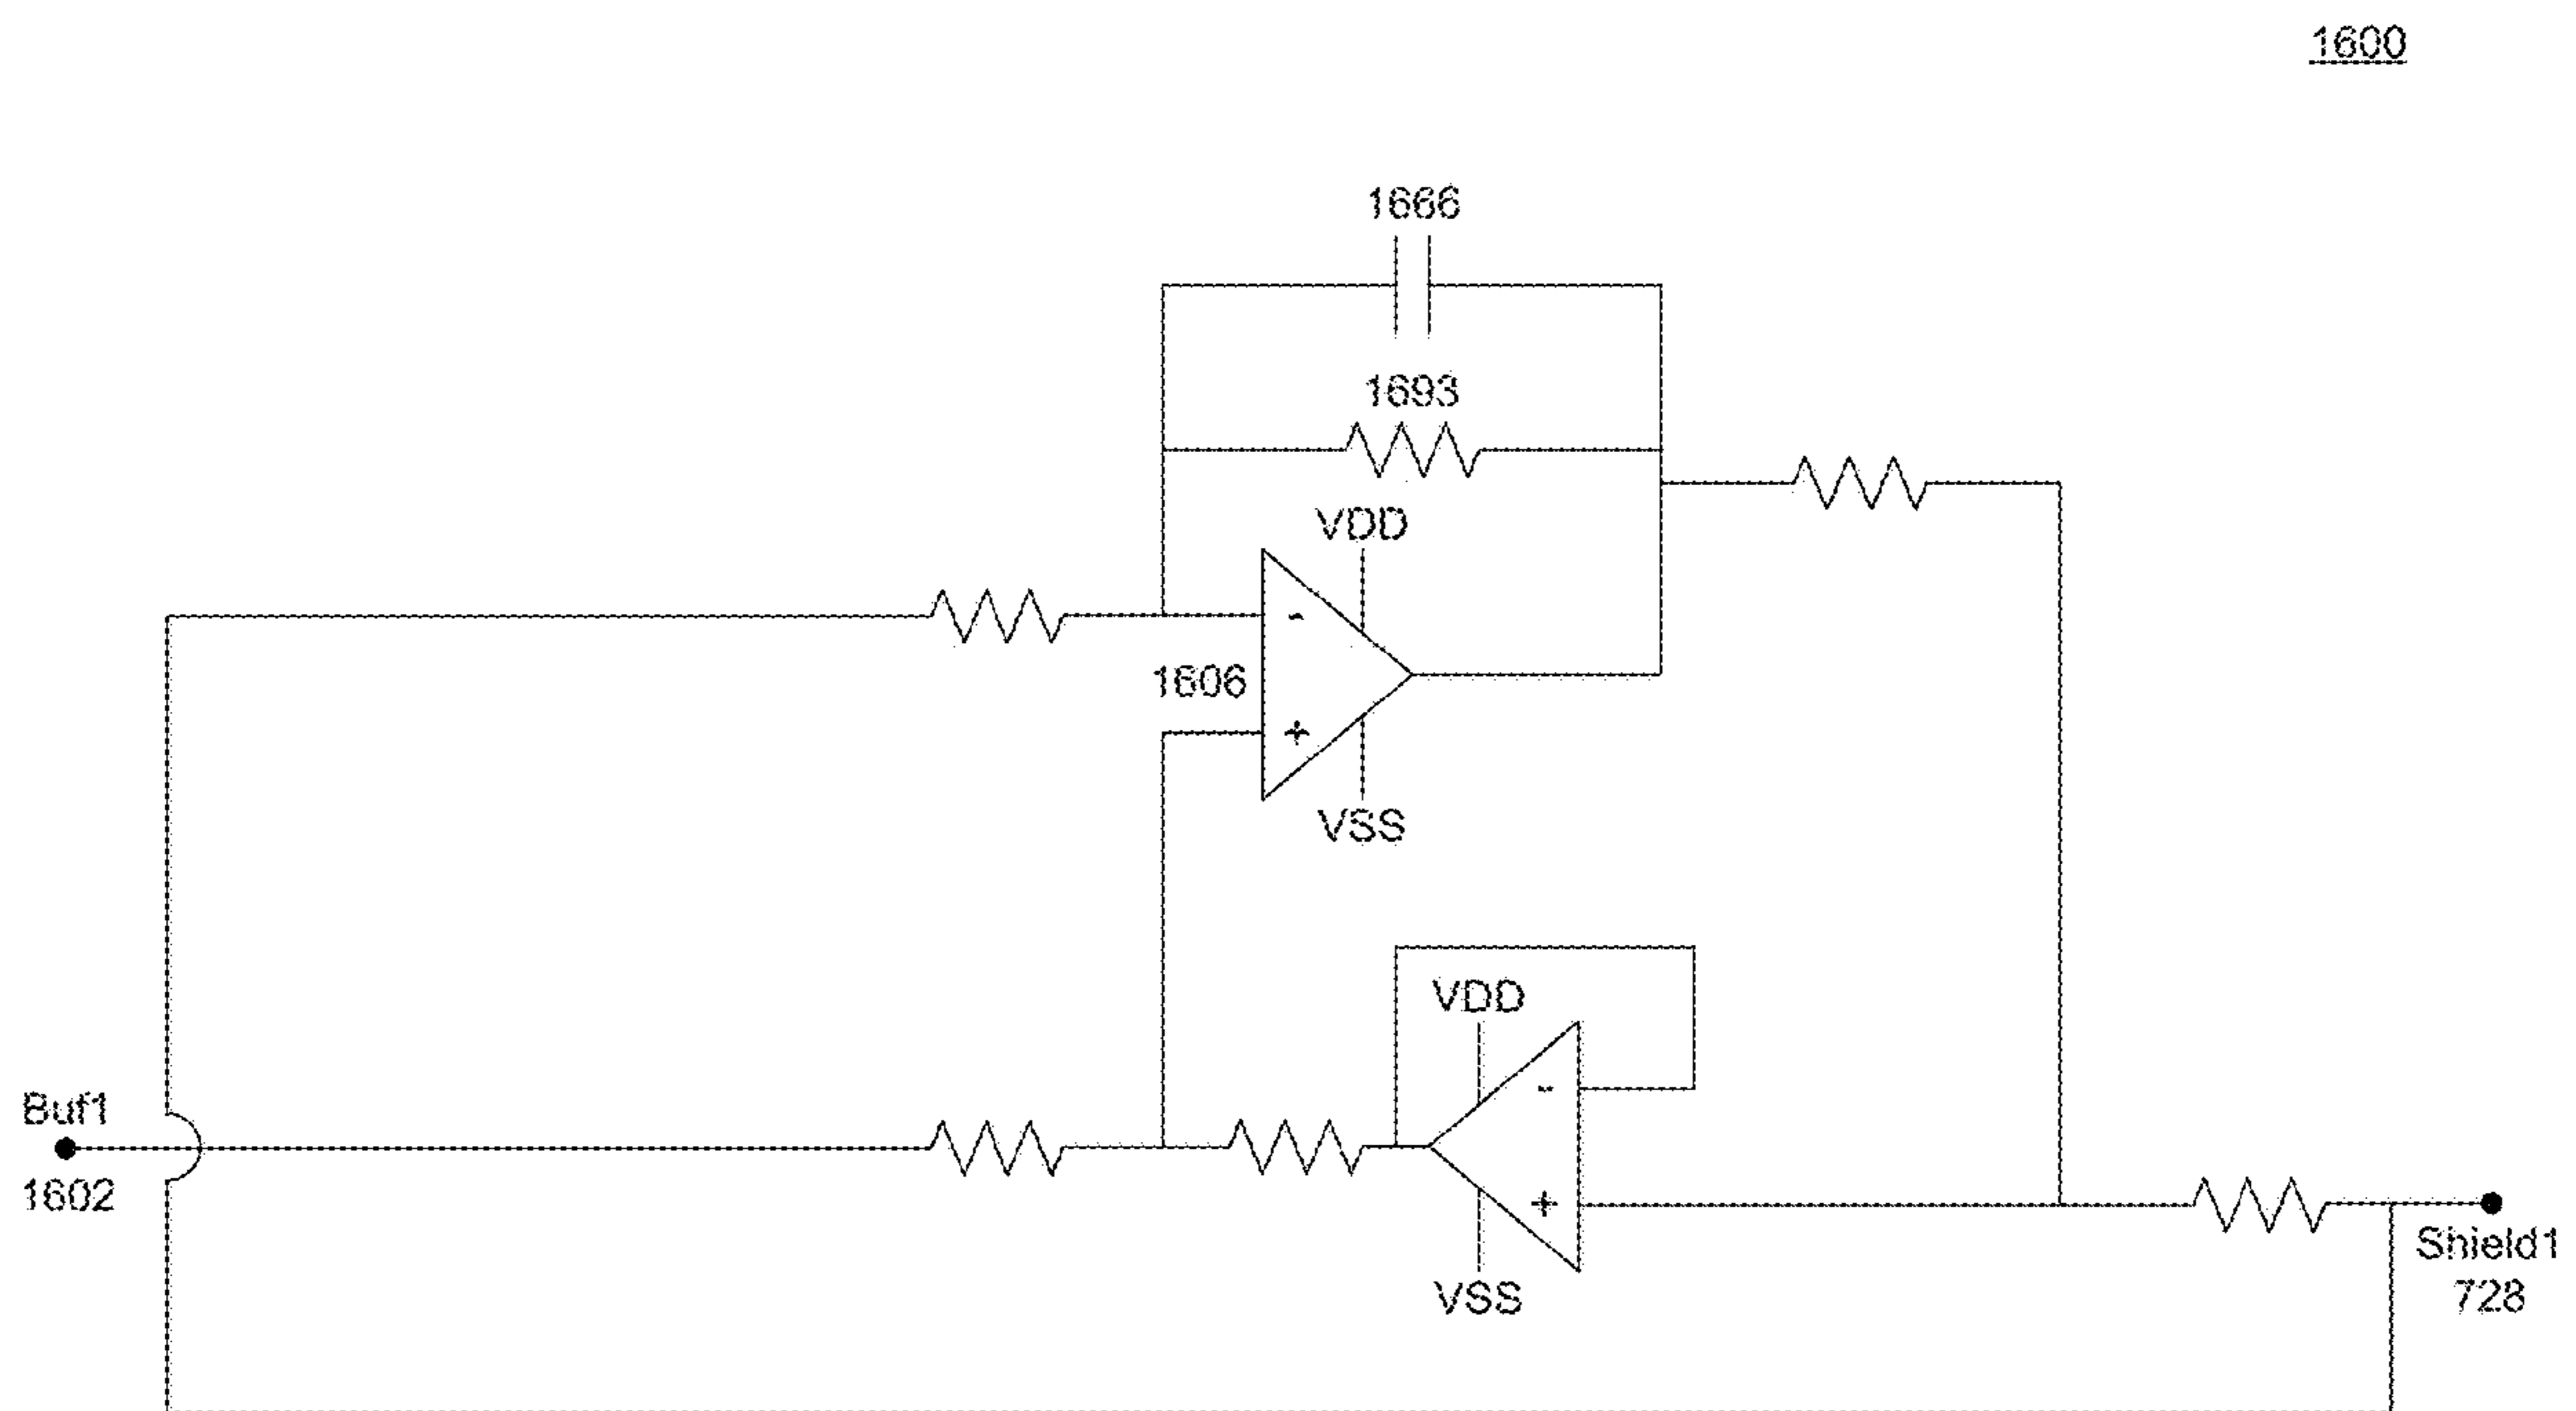 1600
1666
1693
VDD
-
1606
+
VSS
VDD
-
Buf1
1602
+
Shield1
728
VSS